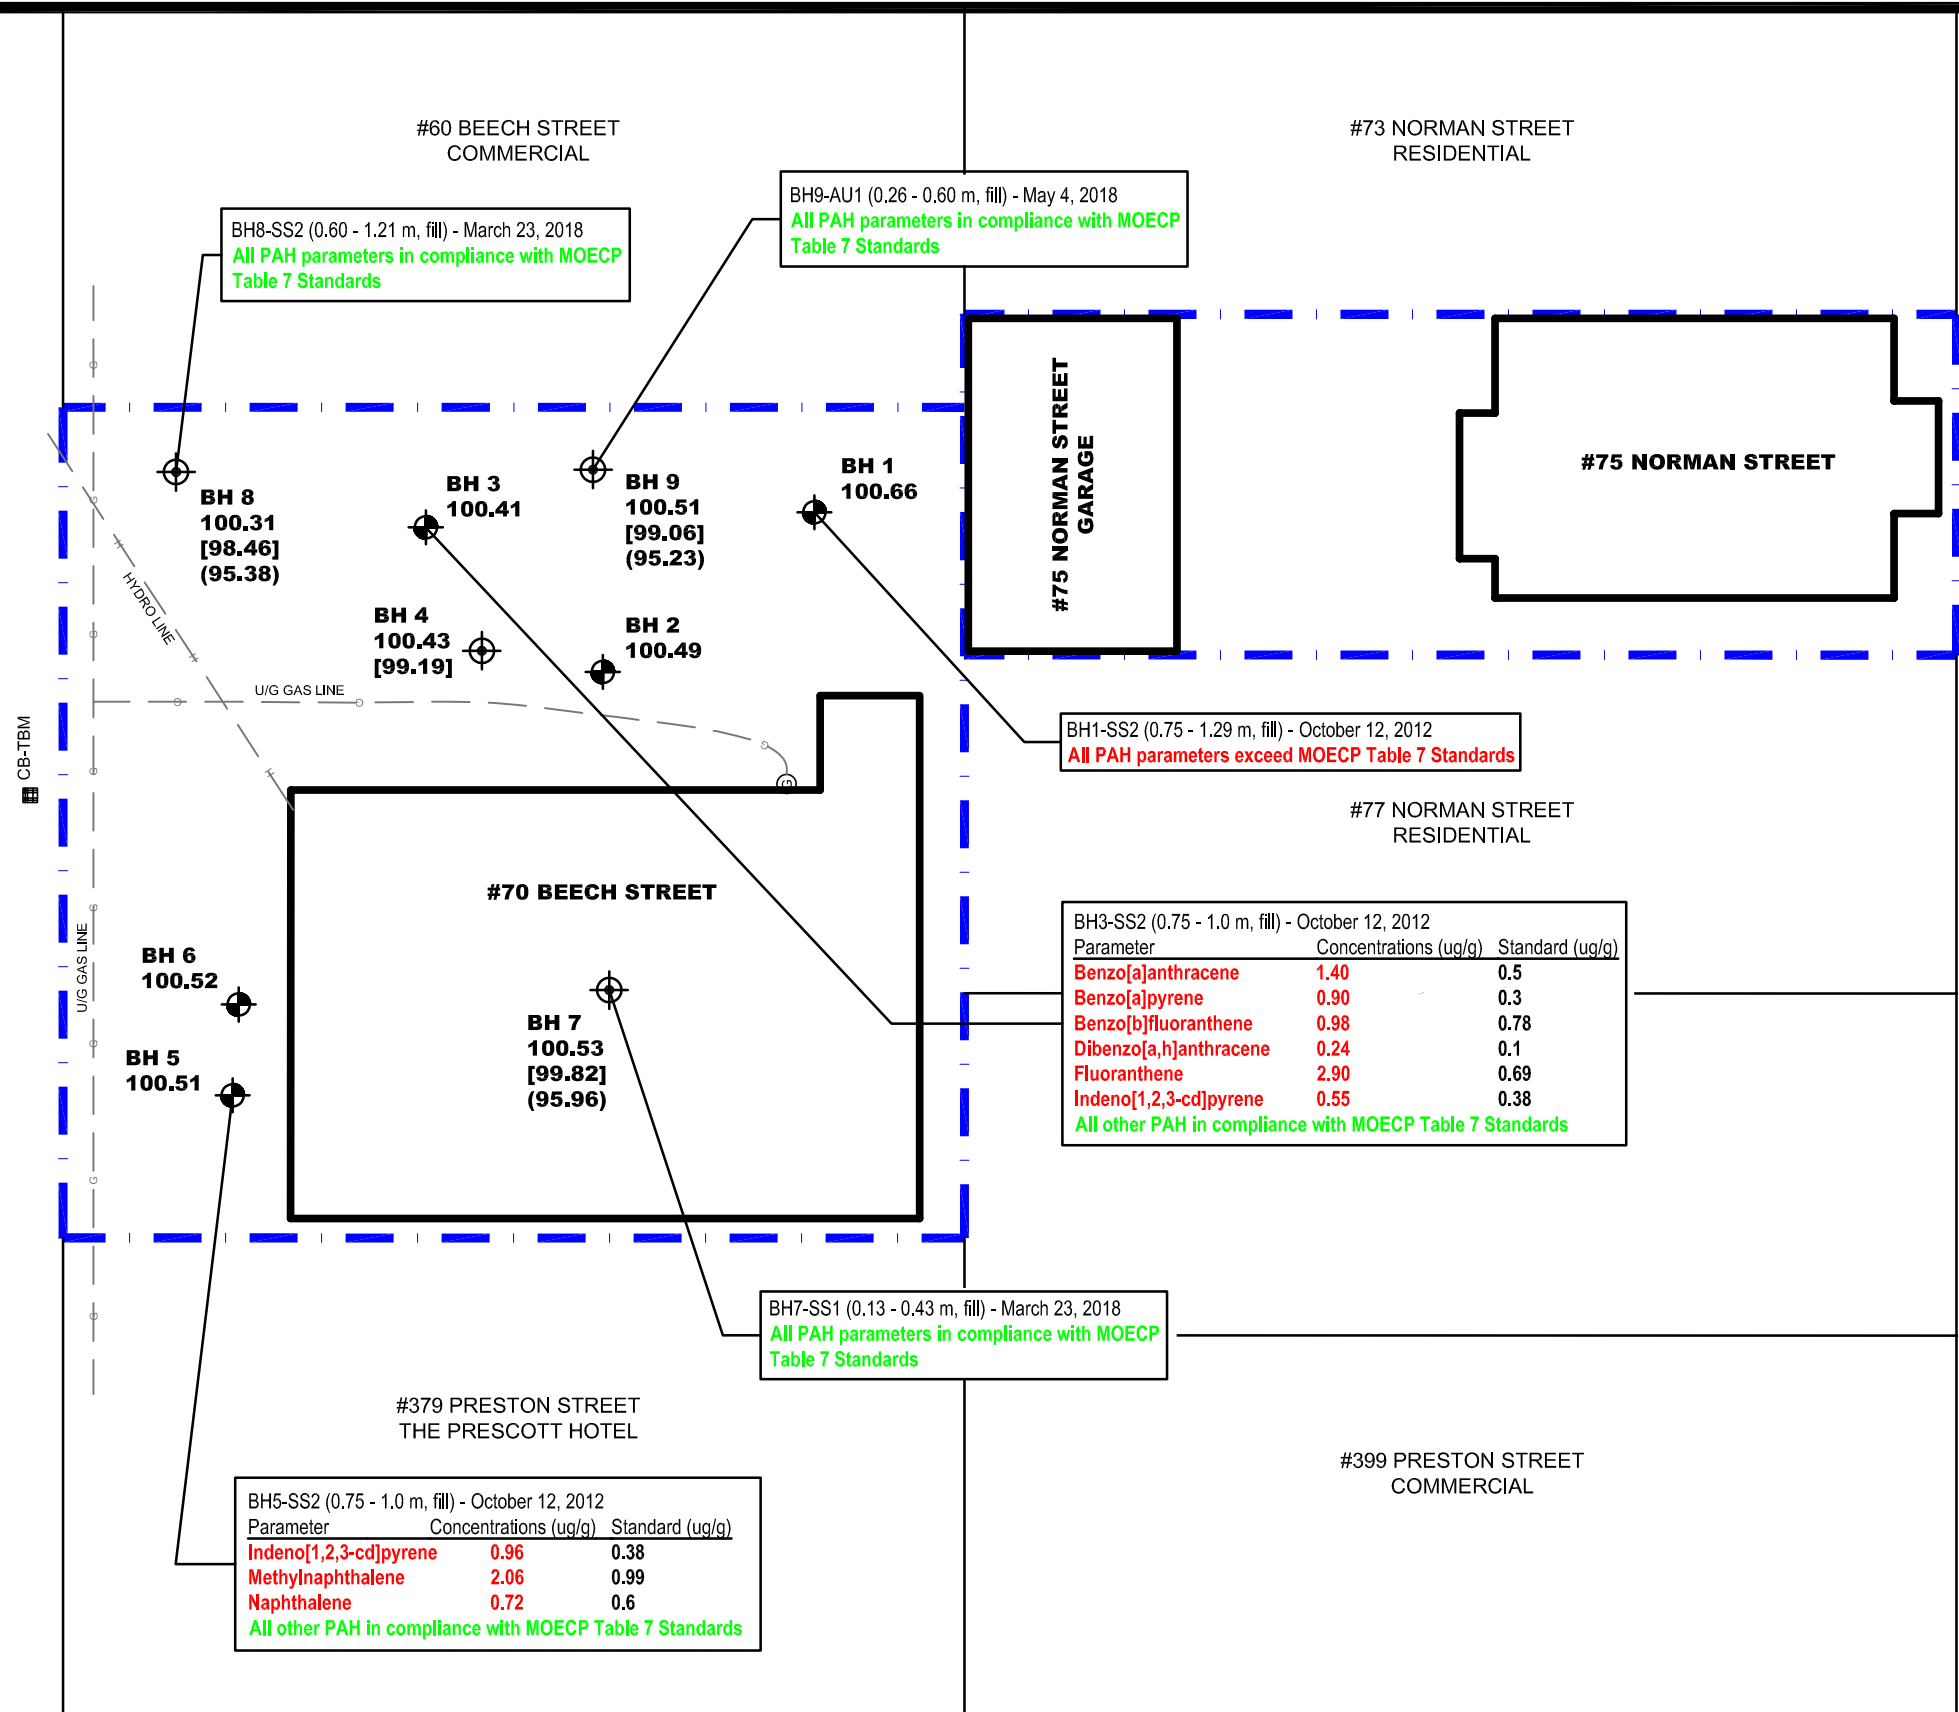 #60 BEECH STREET
COMMERCIAL
#73 NORMAN STREET
RESIDENTIAL
BH9-AU1 (0.26 - 0.60 m, fill) - May 4, 2018
All PAH parameters in compliance with MOECP
Table 7 Standards
BH8-SS2 (0.60 - 1.21 m, fill) - March 23, 2018
All PAH parameters in compliance with MOECP
Table 7 Standards
#75 NORMAN STREET
GARAGE
#75 NORMAN STREET
BH 8
100.31
[98.46]
(95.38)
BH 3
100.41
BH 9
100.51
[99.06]
(95.23)
BH 1
100.66
HYDRO LINE
BH 4
100.43
[99.19]
BH 2
100.49
U/G GAS LINE
CB-TBM
G
BH1-SS2 (0.75 - 1.29 m, fill) - October 12, 2012
All PAH parameters exceed MOECP Table 7 Standards
#77 NORMAN STREET
RESIDENTIAL
#70 BEECH STREET
BH3-SS2 (0.75 - 1.0 m, fill) - October 12, 2012
Parameter Concentrations (ug/g) Standard (ug/g)
Benzo[a]anthracene 1.40 0.5
Benzo[a]pyrene 0.90 0.3
Benzo[b]fluoranthene 0.98 0.78
Dibenzo[a,h]anthracene 0.24 0.1
Fluoranthene 2.90 0.69
Indeno[1,2,3-cd]pyrene 0.55 0.38
All other PAH in compliance with MOECP Table 7 Standards
U/G GAS LINE
BH 6
100.52
BH 5
100.51
BH 7
100.53
[99.82]
(95.96)
BH7-SS1 (0.13 - 0.43 m, fill) - March 23, 2018
All PAH parameters in compliance with MOECP
Table 7 Standards
#379 PRESTON STREET
THE PRESCOTT HOTEL
#399 PRESTON STREET
COMMERCIAL
BH5-SS2 (0.75 - 1.0 m, fill) - October 12, 2012
Parameter Concentrations (ug/g) Standard (ug/g)
Indeno[1,2,3-cd]pyrene 0.96 0.38
Methylnaphthalene 2.06 0.99
Naphthalene 0.72 0.6
All other PAH in compliance with MOECP Table 7 Standards